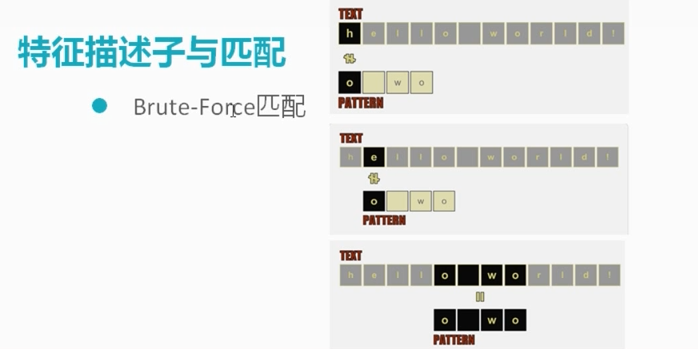 特征描述子与匹配
Brute-Force匹配
TEXT
h e l l o w o r l d !
≠
o w o
PATTERN
TEXT
h e l l o w o r l d !
≠
o w o
PATTERN
TEXT
h e l l o w o r l d !
=
o w o
PATTERN